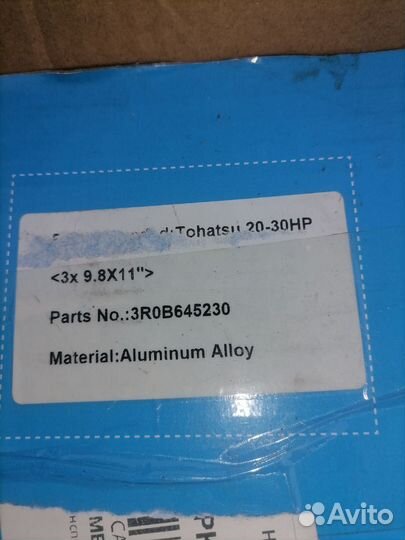 d:Tohatsu 20-30HP
<3x 9.8X11">
Parts No.:3R0B645230
Material:Aluminum Alloy
Avito